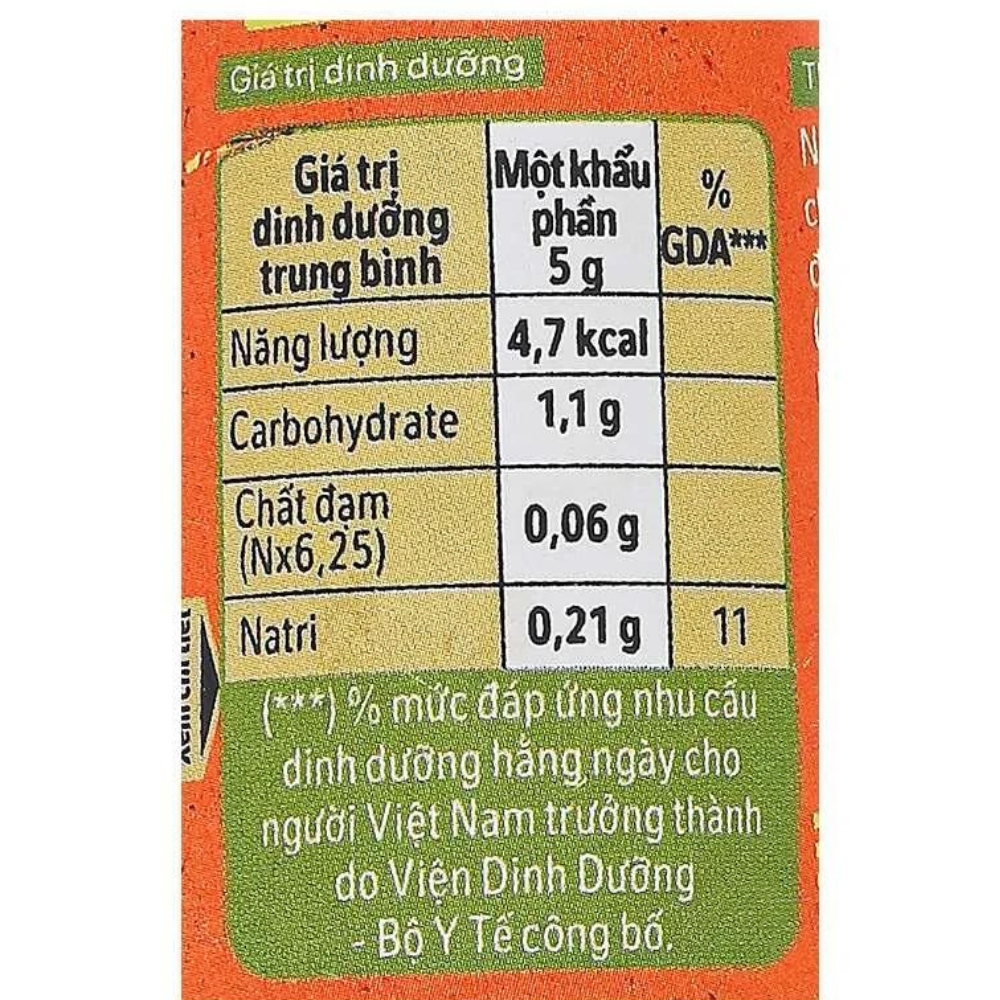 Giá trị dinh dưỡng
Giá trị
dinh dưỡng
trung bình
Một khẩu
phần
5 g
%
GDA***
Năng lượng
4,7 kcal
Carbohydrate
1,1 g
Chất đạm
(Nx6,25)
0,06 g
Natri
0,21 g
11
(***) % mức đáp ứng nhu cầu
dinh dưỡng hằng ngày cho
người Việt Nam trưởng thành
do Viện Dinh Dưỡng
- Bộ Y Tế công bố.